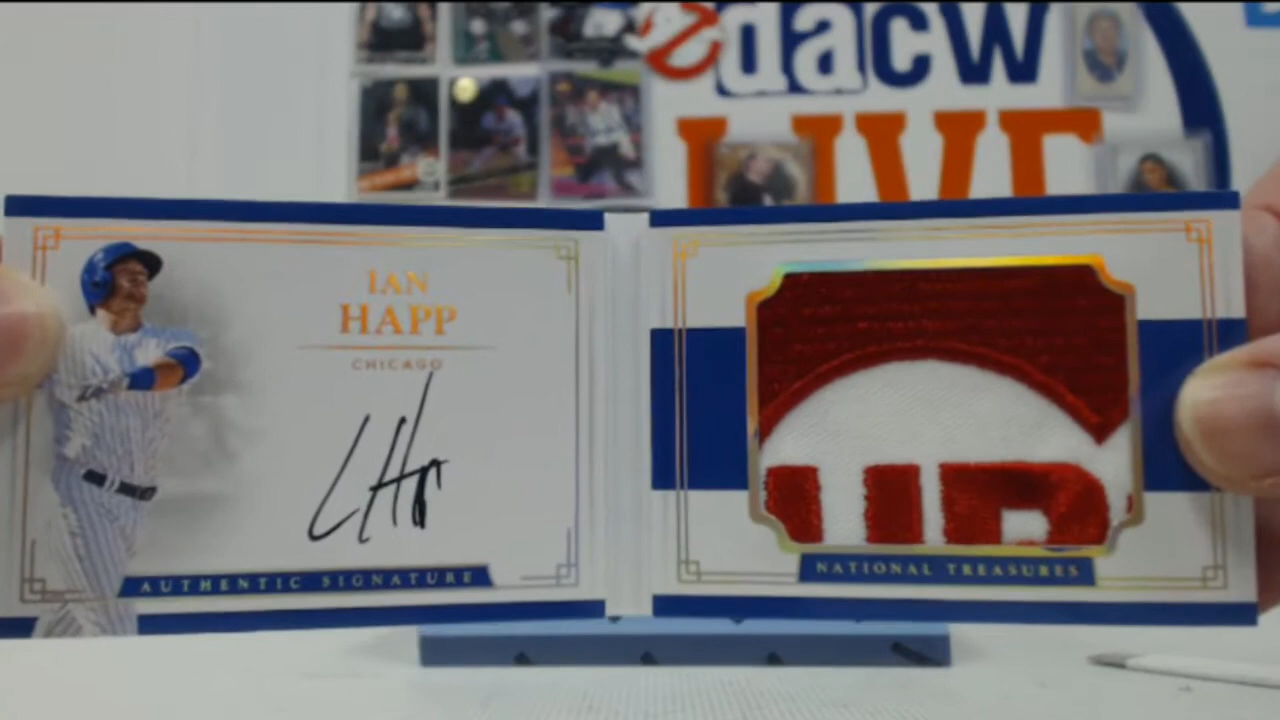 dacw
LIVE
IAN
HAPP
CHICAGO
AUTHENTIC SIGNATURE
NATIONAL TREASURES